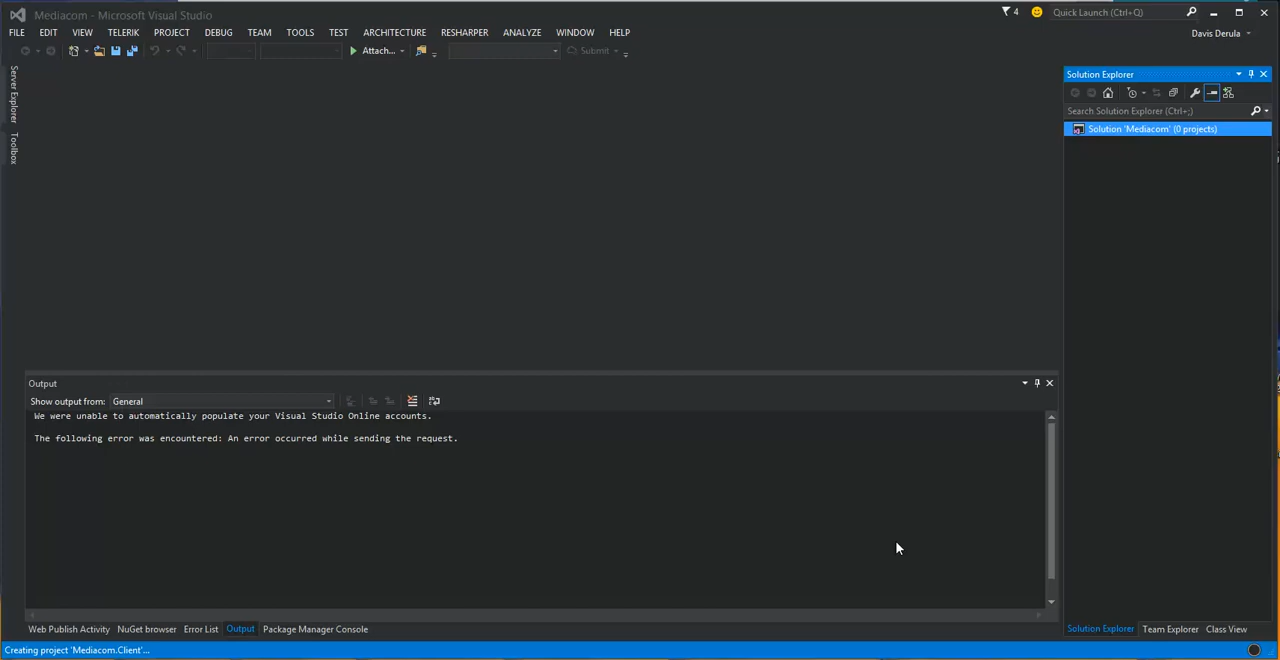 Mediacom - Microsoft Visual Studio
4
Quick Launch (Ctrl+Q)
FILE EDIT VIEW TELERIK PROJECT DEBUG TEAM TOOLS TEST ARCHITECTURE RESHARPER ANALYZE WINDOW HELP
Davis Derula
Attach...
Submit
Server Explorer
Toolbox
Solution Explorer
Search Solution Explorer (Ctrl+;)
Solution 'Mediacom' (0 projects)
Output
Show output from: General
We were unable to automatically populate your Visual Studio Online accounts.
The following error was encountered: An error occurred while sending the request.
Web Publish Activity NuGet browser Error List Output Package Manager Console
Solution Explorer Team Explorer Class View
Creating project 'Mediacom.Client'...